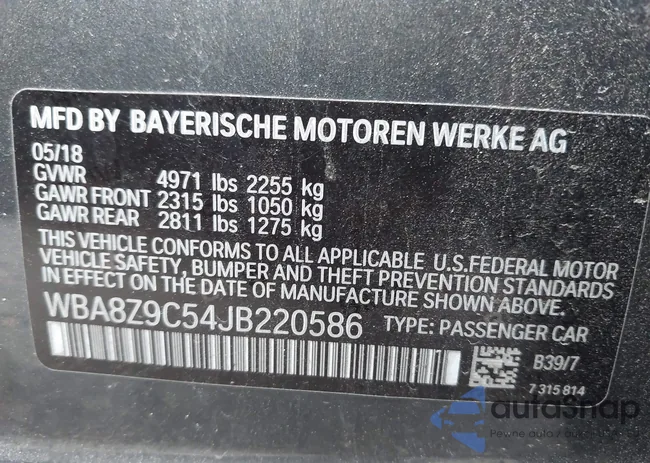 MFD BY BAYERISCHE MOTOREN WERKE AG
05/18
GVWR 4971 lbs 2255 kg
GAWR FRONT 2315 lbs 1050 kg
GAWR REAR 2811 lbs 1275 kg
THIS VEHICLE CONFORMS TO ALL APPLICABLE U.S.FEDERAL MOTOR
VEHICLE SAFETY, BUMPER AND THEFT PREVENTION STANDARDS
IN EFFECT ON THE DATE OF MANUFACTURE SHOWN ABOVE.
WBA8Z9C54JB220586 TYPE: PASSENGER CAR
B39/7
7 315 814
autaSnap
Pewne auta z